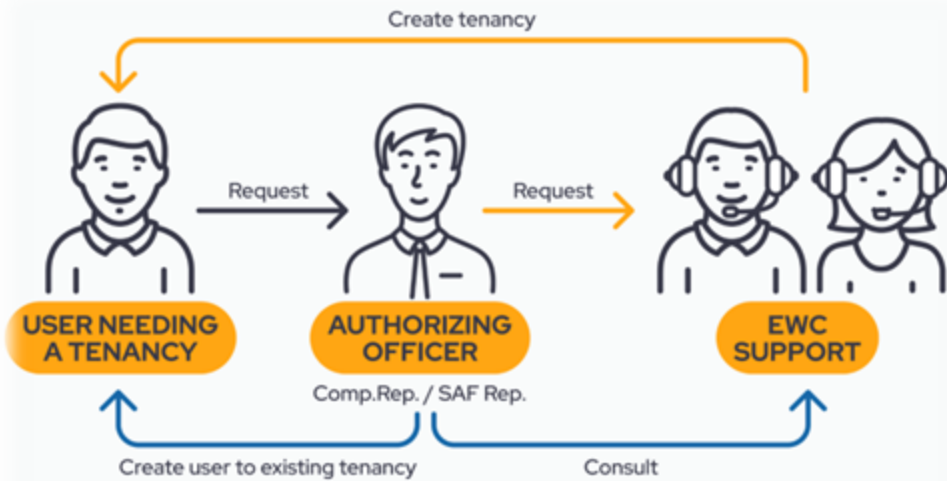 Create tenancy
Request
Request
USER NEEDING
A TENANCY
AUTHORIZING
OFFICER
EWC
SUPPORT
Comp.Rep. / SAF Rep.
Create user to existing tenancy
Consult